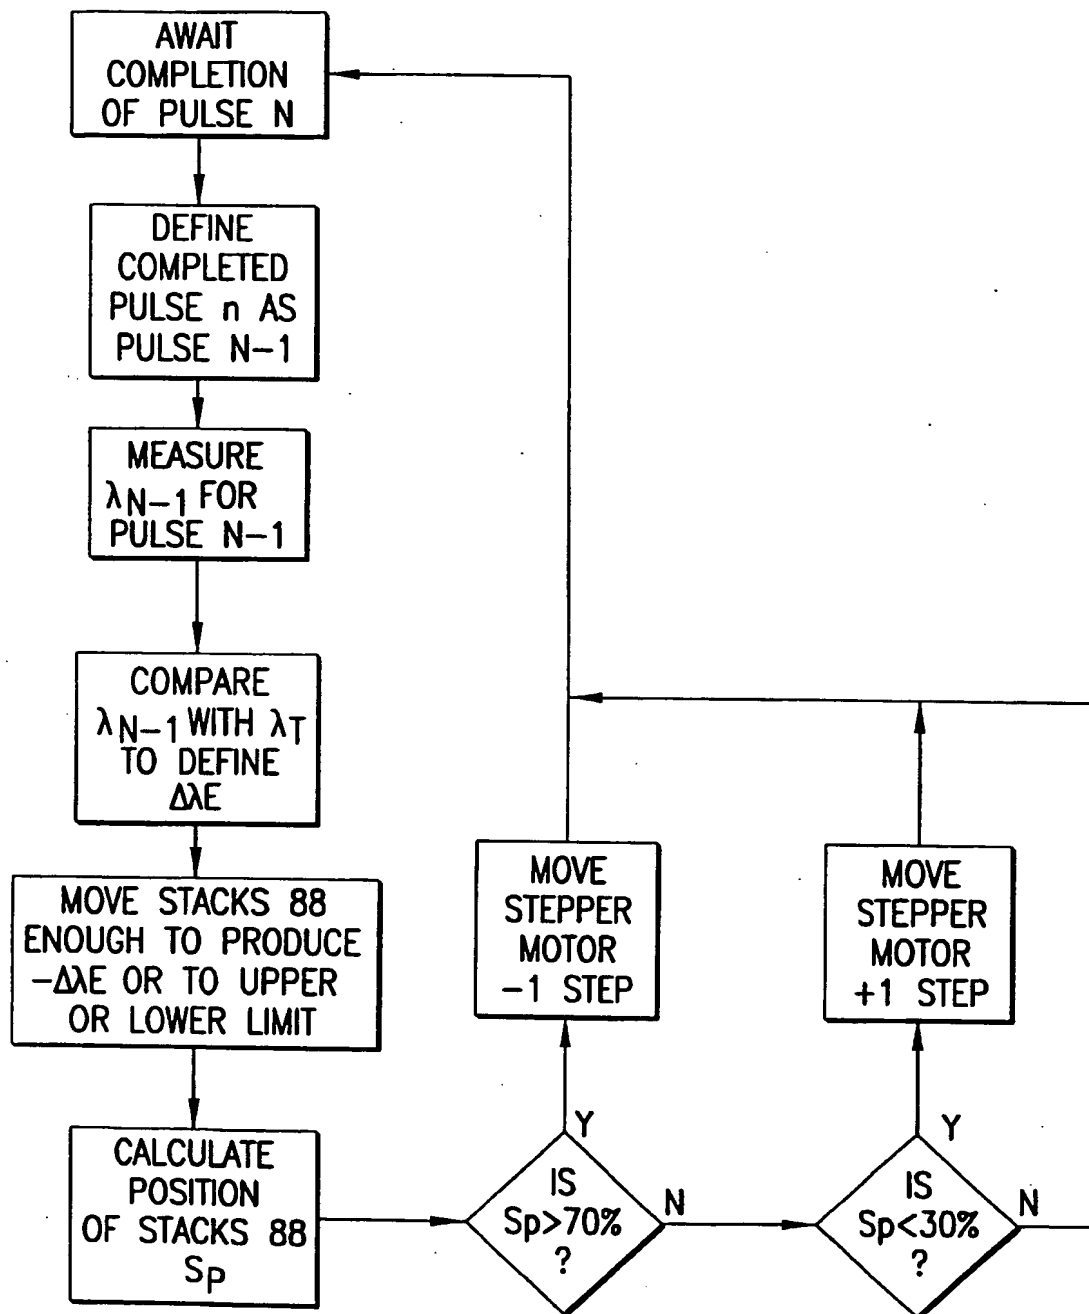 AWAIT
COMPLETION
OF PULSE N
DEFINE
COMPLETED
PULSE n AS
PULSE N-1
MEASURE
λN-1 FOR
PULSE N-1
COMPARE
λN-1 WITH λT
TO DEFINE
ΔλE
MOVE STACKS 88
ENOUGH TO PRODUCE
-ΔλE OR TO UPPER
OR LOWER LIMIT
CALCULATE
POSITION
OF STACKS 88
SP
IS
Sp>70%
?
Y
N
MOVE
STEPPER
MOTOR
-1 STEP
IS
Sp<30%
?
Y
N
MOVE
STEPPER
MOTOR
+1 STEP